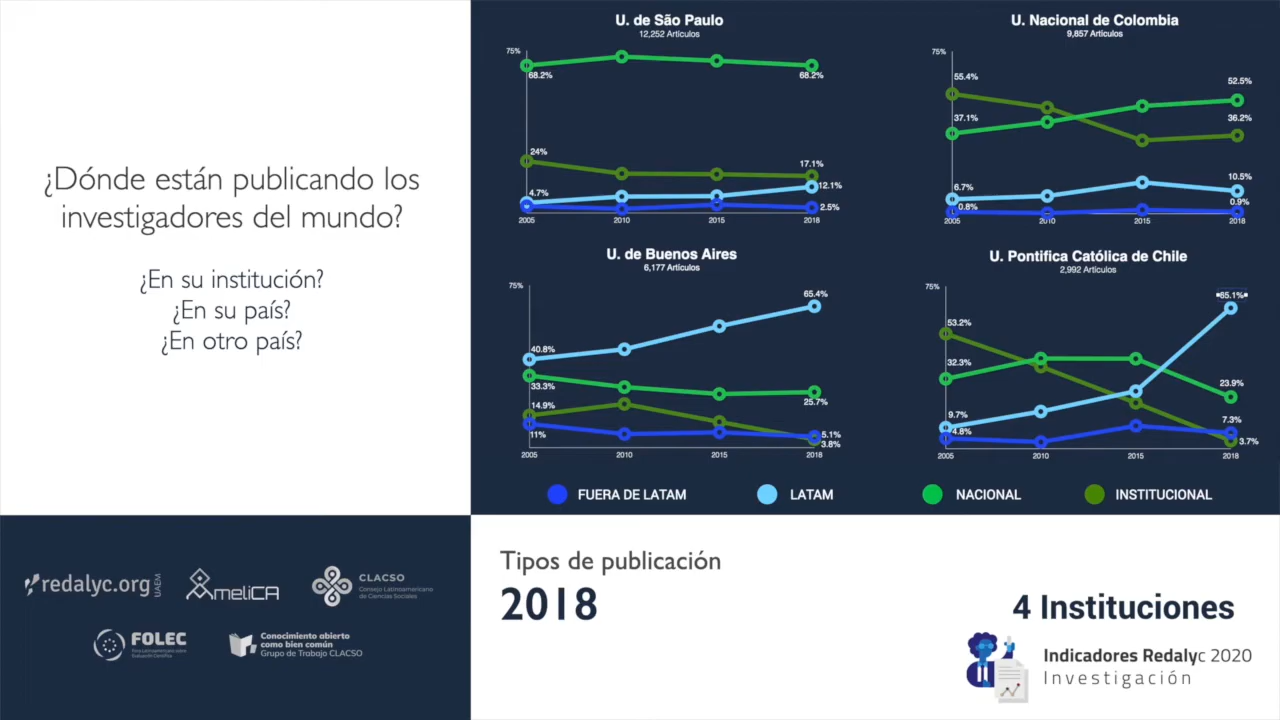 ¿Dónde están publicando los
investigadores del mundo?
¿En su institución?
¿En su país?
¿En otro país?
U. de São Paulo
12,252 Artículos
75%
68.2%
68.2%
24%
17.1%
4.7%
12.1%
2.5%
2005
2010
2015
2018
U. Nacional de Colombia
9,857 Artículos
75%
55.4%
52.5%
37.1%
36.2%
6.7%
10.5%
0.8%
0.9%
2005
2010
2015
2018
U. de Buenos Aires
6,177 Artículos
75%
65.4%
40.8%
33.3%
25.7%
14.9%
11%
5.1%
3.8%
2005
2010
2015
2018
U. Pontifica Católica de Chile
2,992 Artículos
75%
65.1%
53.2%
32.3%
23.9%
9.7%
7.3%
4.8%
3.7%
2005
2010
2015
2018
FUERA DE LATAM
LATAM
NACIONAL
INSTITUCIONAL
redalyc.org
UAEM
AmeliCA
CLACSO
Consejo Latinoamericano
de Ciencias Sociales
FOLEC
Foro Latinoamericano sobre
Evaluación Científica
Conocimiento abierto
como bien común
Grupo de Trabajo CLACSO
Tipos de publicación
2018
4 Instituciones
Indicadores Redalyc 2020
Investigación